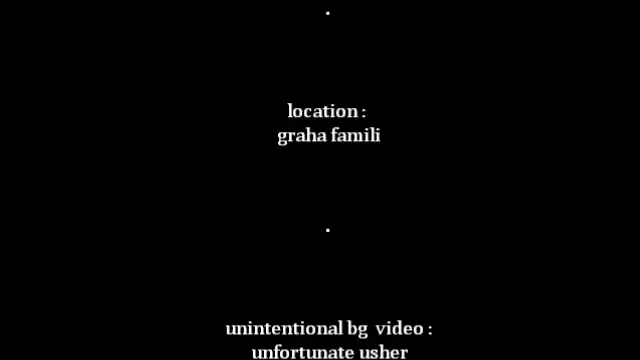 .
location :
graha famili
.
unintentional bg video :
unfortunate usher